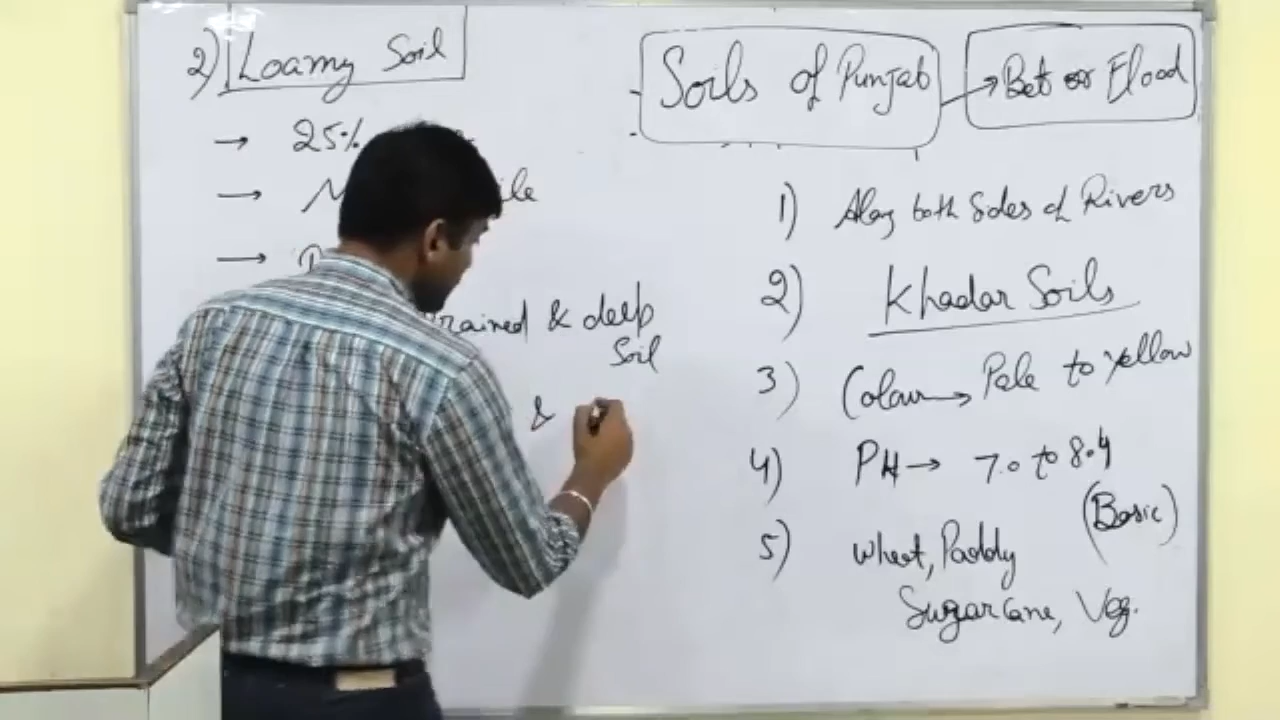 2) Loamy Soil
→ 25%
→
→
drained & deep
Soil
&
Soils of Punjab → Bet or Flood
1) Along both Sides of Rivers
2) Khadar Soils
3) Colour → Pale to yellow
4) PH → 7.0 to 8.4
(Basic)
5) Wheat, Paddy
Sugarcane, Veg.